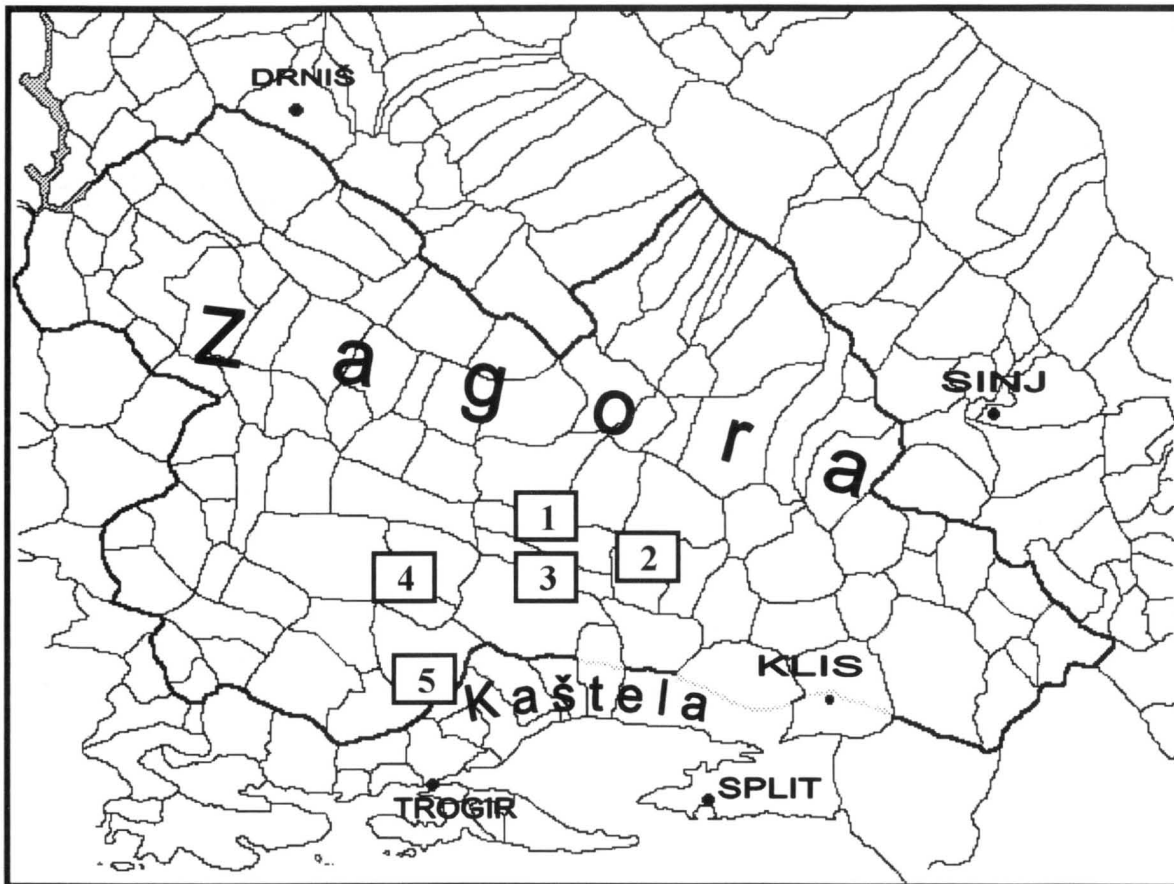 DRNIŠ
Zagora
SINJ
1
2
4
3
5
KLIS
Kaštela
SPLIT
TROGIR